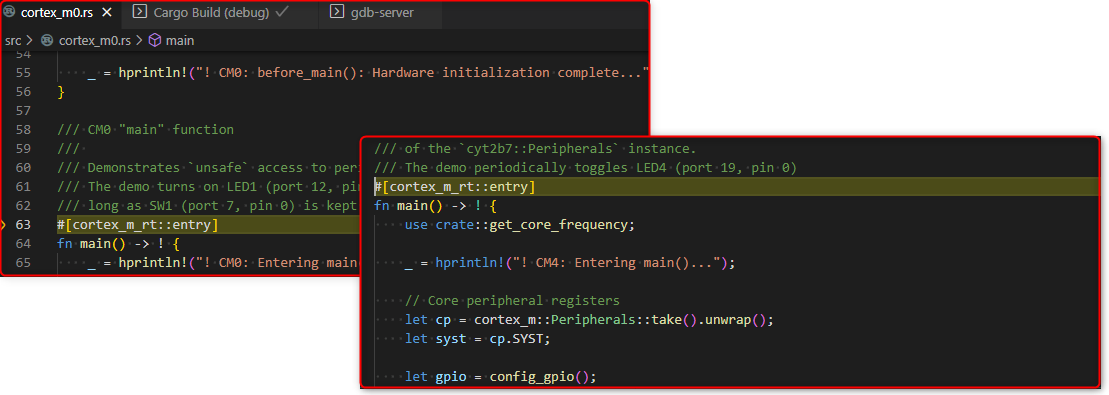 cortex_m0.rs Cargo Build (debug) gdb-server
src > cortex_m0.rs > main
54
55 _ = hprintln!("! CM0: before_main(): Hardware initialization complete..."
56 }
57
58 /// CM0 "main" function
59 ///
60 /// Demonstrates `unsafe` access to
61 /// The demo turns on LED1 (port 12,
62 /// long as SW1 (port 7, pin 0) is kept
63 #[cortex_m_rt::entry]
64 fn main() -> ! {
65 _ = hprintln!("! CM0: Entering main
/// of the `cyt2b7::Peripherals` instance.
/// The demo periodically toggles LED4 (port 19, pin 0)
#[cortex_m_rt::entry]
fn main() -> ! {
use crate::get_core_frequency;
_ = hprintln!("! CM4: Entering main()...");
// Core peripheral registers
let cp = cortex_m::Peripherals::take().unwrap();
let syst = cp.SYST;
let gpio = config_gpio();